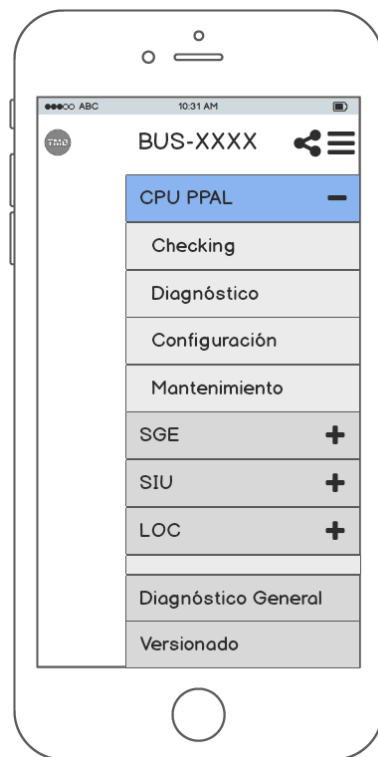 ABC 10:31 AM
TMB BUS-XXXX
CPU PPAL
Checking
Diagnóstico
Configuración
Mantenimiento
SGE
SIU
LOC
Diagnóstico General
Versionado